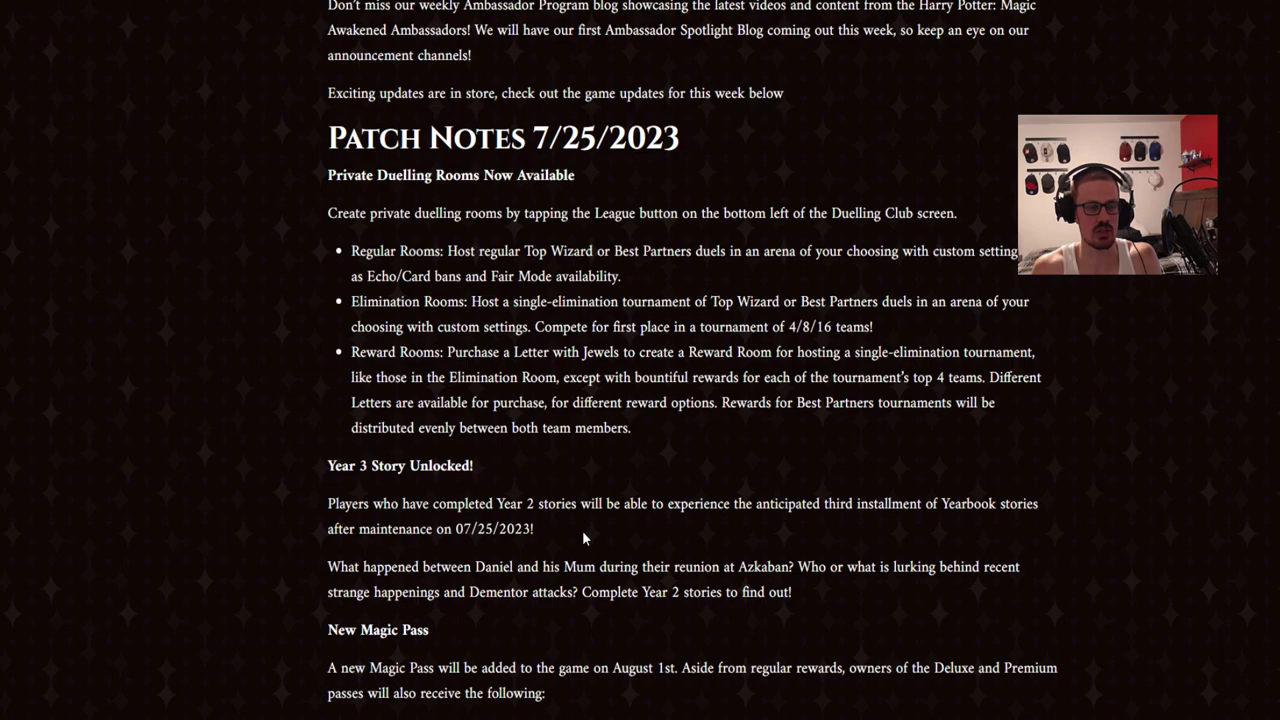 Don't miss our weekly Ambassador Program blog showcasing the latest videos and content from the Harry Potter: Magic
Awakened Ambassadors! We will have our first Ambassador Spotlight Blog coming out this week, so keep an eye on our
announcement channels!
Exciting updates are in store, check out the game updates for this week below
Patch Notes 7/25/2023
Private Duelling Rooms Now Available
Create private duelling rooms by tapping the League button on the bottom left of the Duelling Club screen.
• Regular Rooms: Host regular Top Wizard or Best Partners duels in an arena of your choosing with custom setting
as Echo/Card bans and Fair Mode availability.
• Elimination Rooms: Host a single-elimination tournament of Top Wizard or Best Partners duels in an arena of your
choosing with custom settings. Compete for first place in a tournament of 4/8/16 teams!
• Reward Rooms: Purchase a Letter with Jewels to create a Reward Room for hosting a single-elimination tournament,
like those in the Elimination Room, except with bountiful rewards for each of the tournament's top 4 teams. Different
Letters are available for purchase, for different reward options. Rewards for Best Partners tournaments will be
distributed evenly between both team members.
Year 3 Story Unlocked!
Players who have completed Year 2 stories will be able to experience the anticipated third installment of Yearbook stories
after maintenance on 07/25/2023!
What happened between Daniel and his Mum during their reunion at Azkaban? Who or what is lurking behind recent
strange happenings and Dementor attacks? Complete Year 2 stories to find out!
New Magic Pass
A new Magic Pass will be added to the game on August 1st. Aside from regular rewards, owners of the Deluxe and Premium
passes will also receive the following: